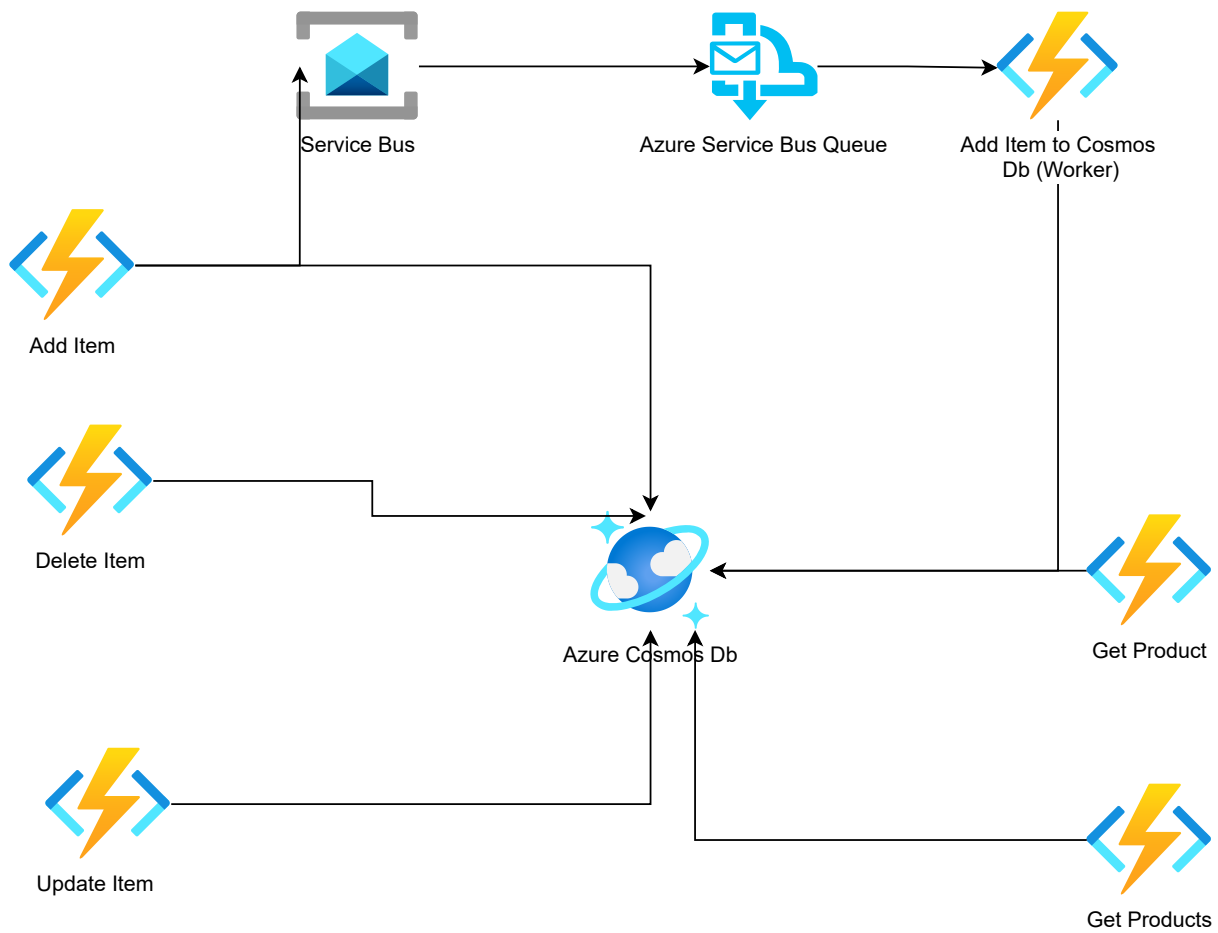 Service Bus
Azure Service Bus Queue
Add Item to Cosmos
Db (Worker)
Add Item
Delete Item
Azure Cosmos Db
Get Product
Update Item
Get Products